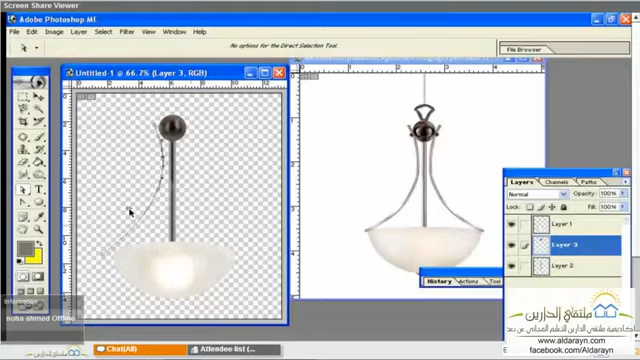 Screen Share Viewer
Adobe Photoshop ME
File Edit Image Layer Select Filter View Window Help
No options for the Direct Selection Tool.
File Browser
Untitled-1 @ 66.7% (Layer 3, RGB)
Layers Channels Paths
Normal Opacity: 100%
Lock: Fill: 100%
Layer 1
Layer 3
Layer 2
History Actions Tool
Information
noha ahmed Offline
Chat(All) Attendee list (...
ملتقي الدارين
www.aldarayn.com
facebook.com/Aldarayn